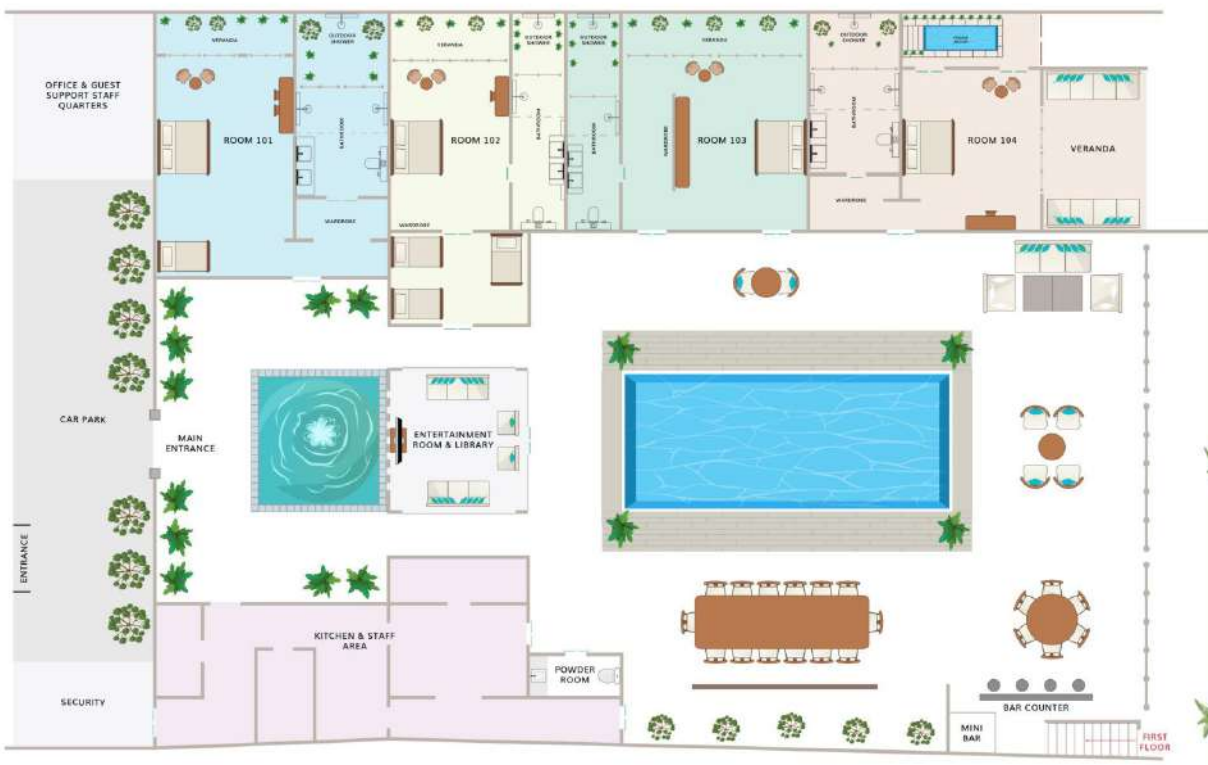 VERANDA
OUTDOOR
SHOWER
VERANDA
OUTDOOR
SHOWER
OUTDOOR
SHOWER
VERANDA
OUTDOOR
SHOWER
OFFICE & GUEST
SUPPORT STAFF
QUARTERS
ROOM 101
BATHROOM
ROOM 102
BATHROOM
BATHROOM
WARDROBE
ROOM 103
BATHROOM
ROOM 104
VERANDA
WARDROBE
WARDROBE
WARDROBE
CAR PARK
MAIN
ENTRANCE
ENTERTAINMENT
ROOM & LIBRARY
ENTRANCE
KITCHEN & STAFF
AREA
POWDER
ROOM
SECURITY
BAR COUNTER
MINI
BAR
FIRST
FLOOR